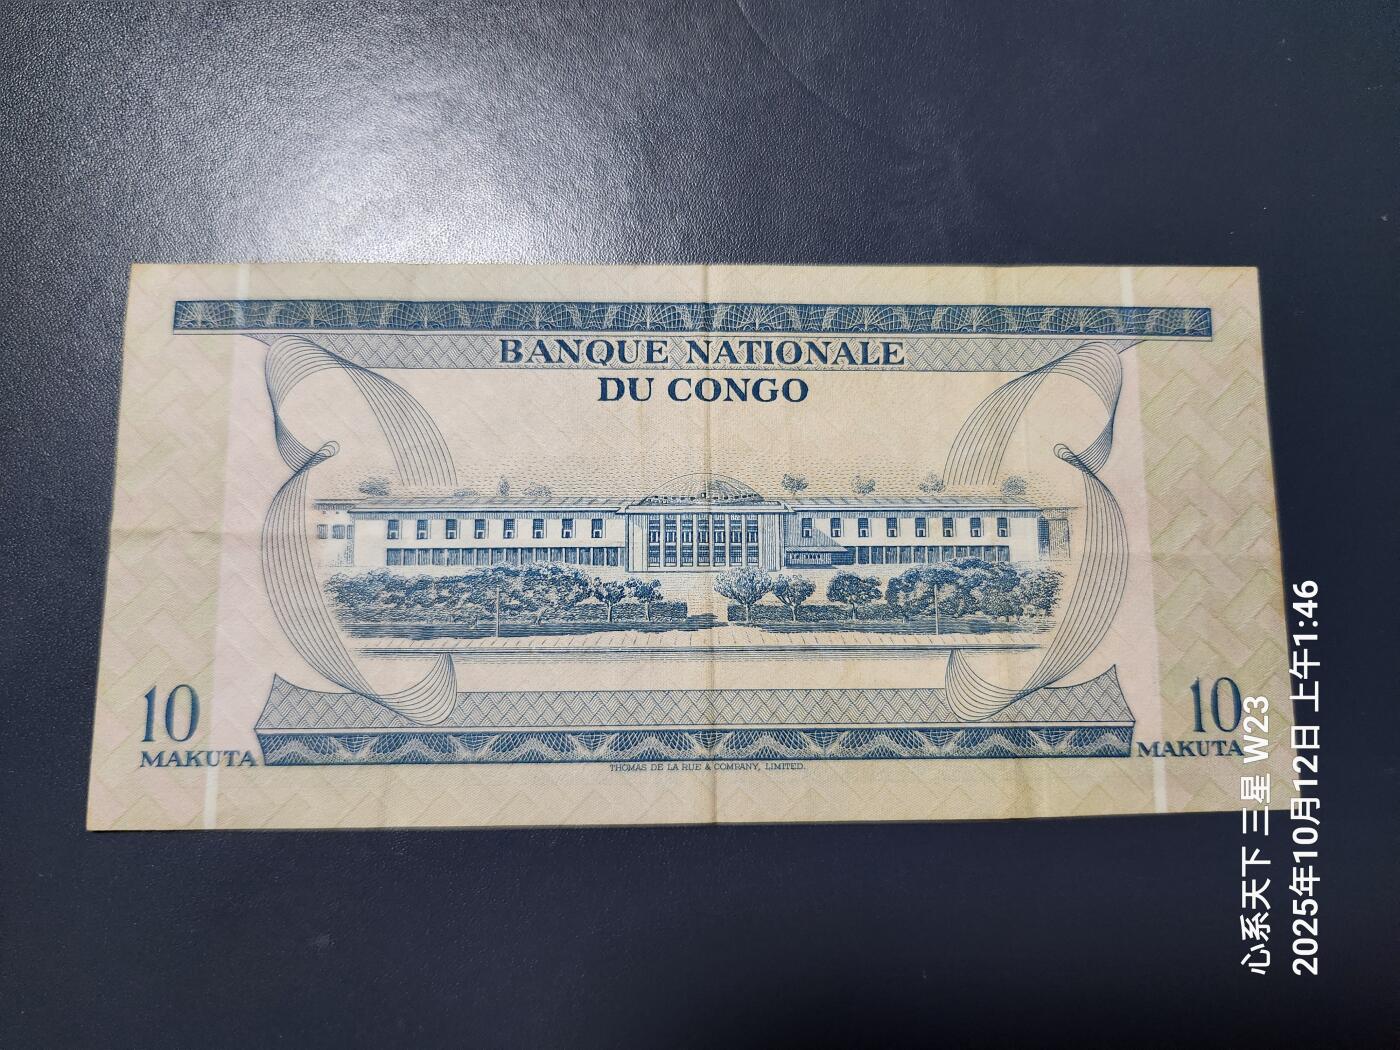 BANQUE NATIONALE
DU CONGO
10
MAKUTA
10
MAKUTA
THOMAS DE LA RUE & COMPANY, LIMITED.
心系天下 三星 W23
2025年10月12日 上午1:46